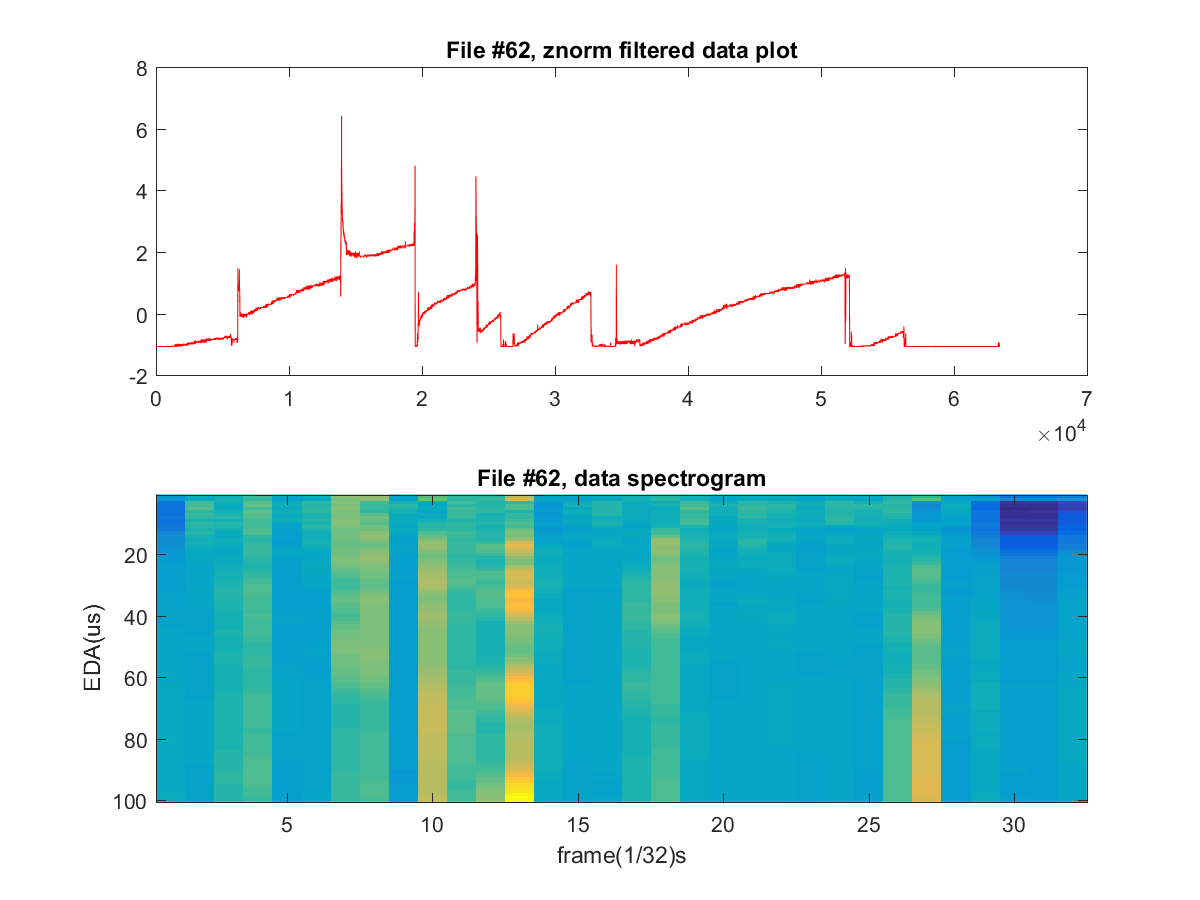 File #62, znorm filtered data plot
8
6
4
2
0
-2
0 1 2 3 4 5 6 7
×10⁴
File #62, data spectrogram
20
40
60
80
100
EDA(us)
5 10 15 20 25 30
frame(1/32)s